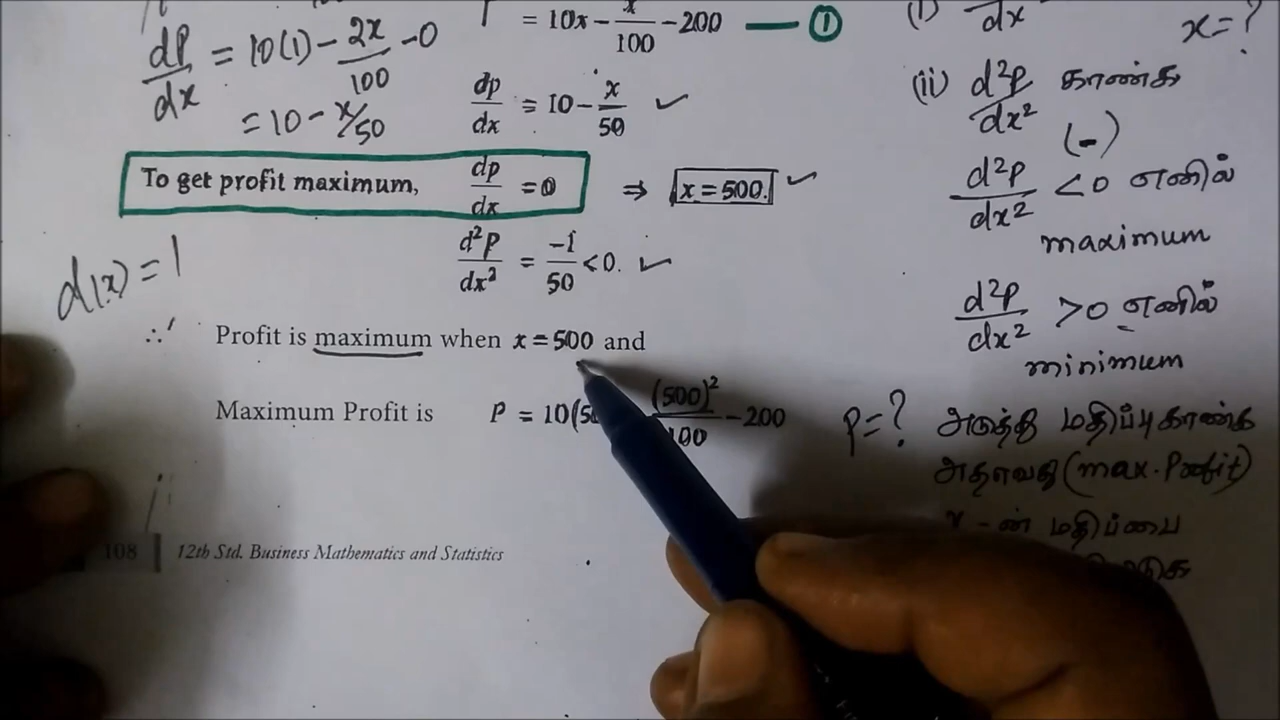 dP/dx = 10(1) - 2x/100 - 0
= 10 - x/50
P = 10x - x/100 - 200 ①
dp/dx = 10 - x/50 ✓
To get profit maximum, dp/dx = 0 ⇒ x = 500. ✓
d²P/dx² = -1/50 < 0. ✓
d(x) = 1
∴ Profit is maximum when x = 500 and
Maximum Profit is P = 10(50 (500)²/100 - 200
108 12th Std. Business Mathematics and Statistics
(i) dx
x = ?
(ii) d²P/dx² காண்க
(-)
d²P/dx² < 0 எனில்
maximum
d²P/dx² > 0 எனில்
minimum
P = ? அடுத்து மதிப்பு காண்க
அதாவது (max. Profit)
x - ன் மதிப்பை